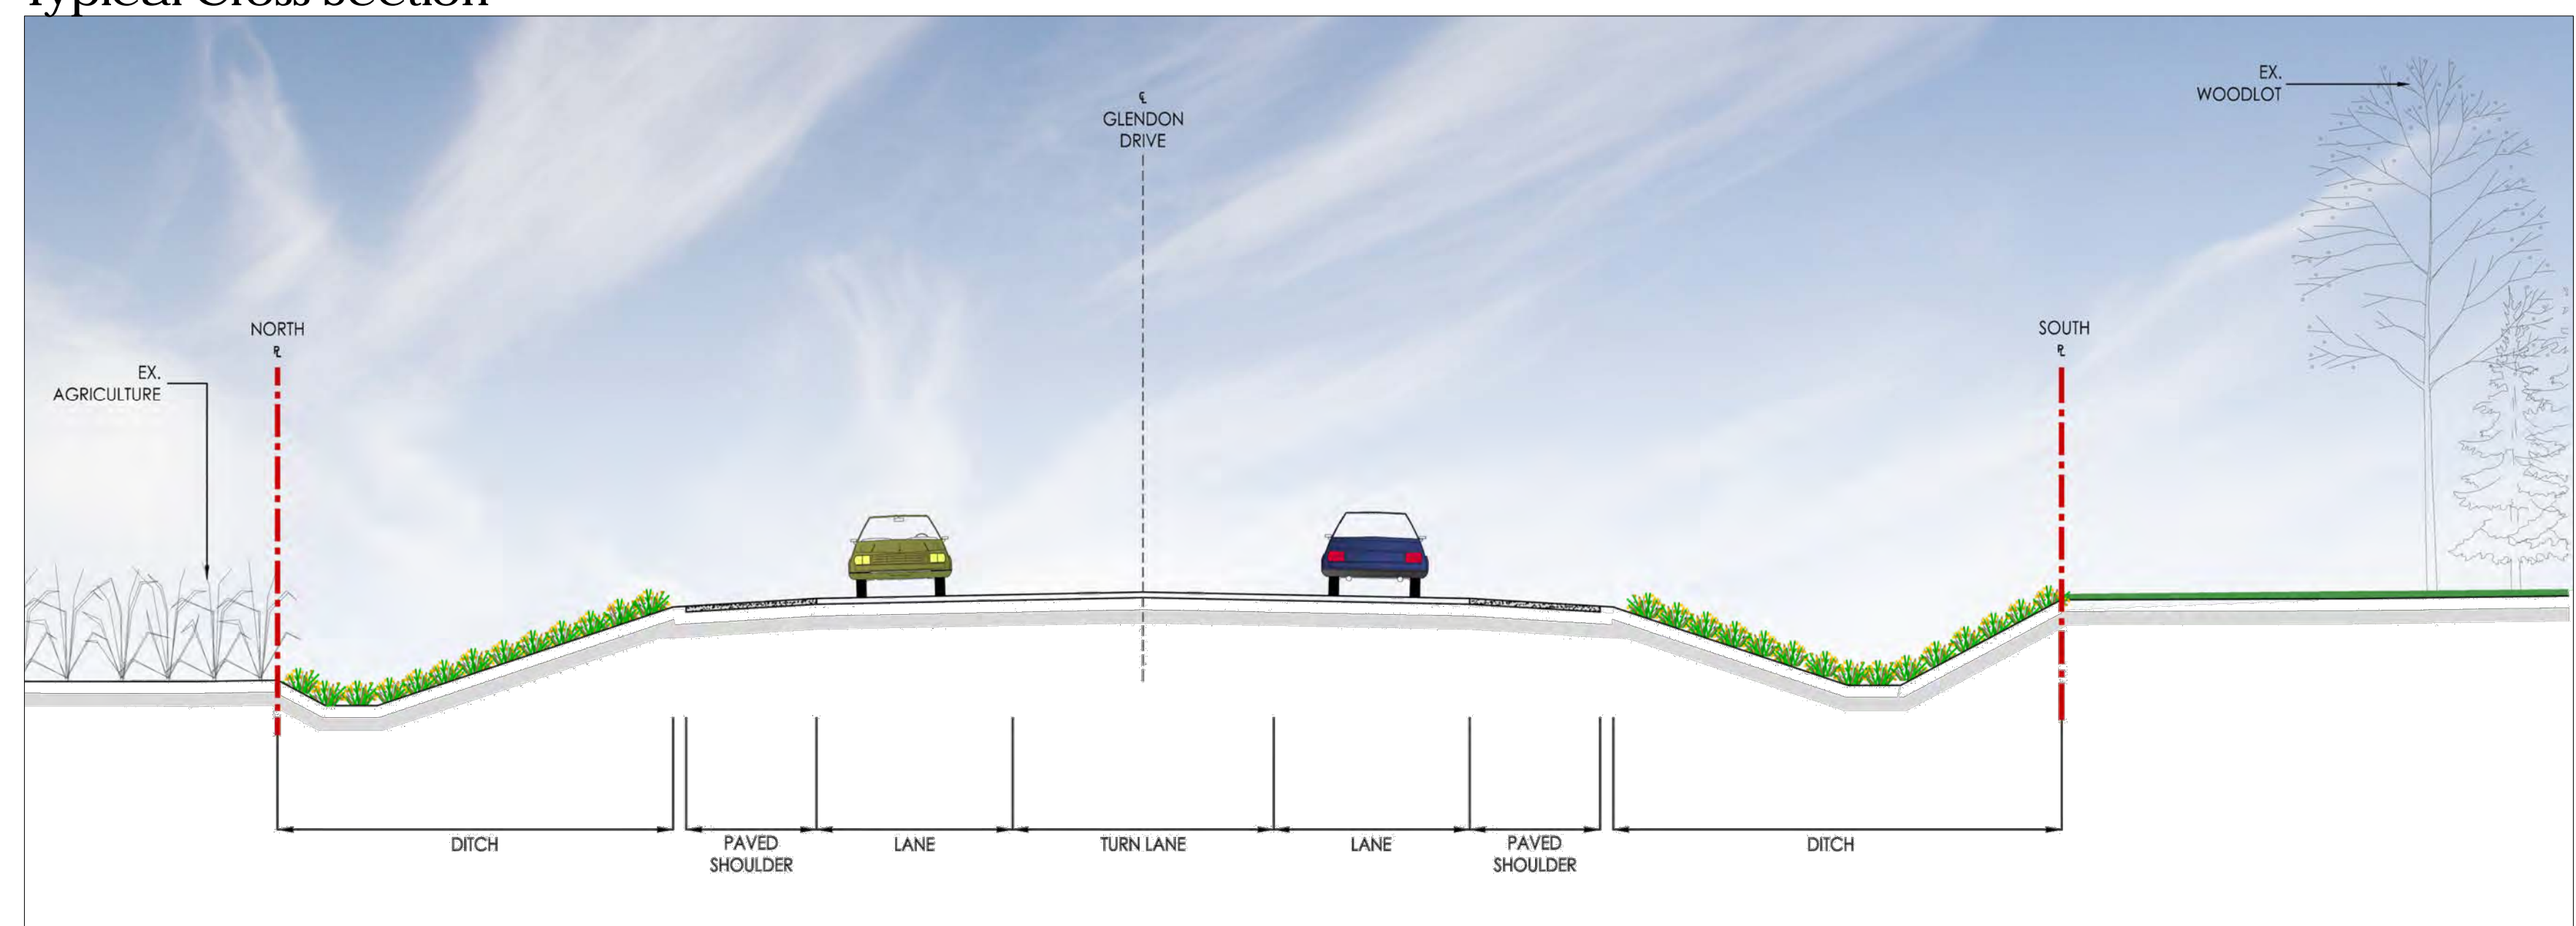 Typical Cross Section
℄
GLENDON
DRIVE
EX.
WOODLOT
NORTH
⅊
SOUTH
⅊
EX.
AGRICULTURE
DITCH
PAVED
SHOULDER
LANE
TURN LANE
LANE
PAVED
SHOULDER
DITCH